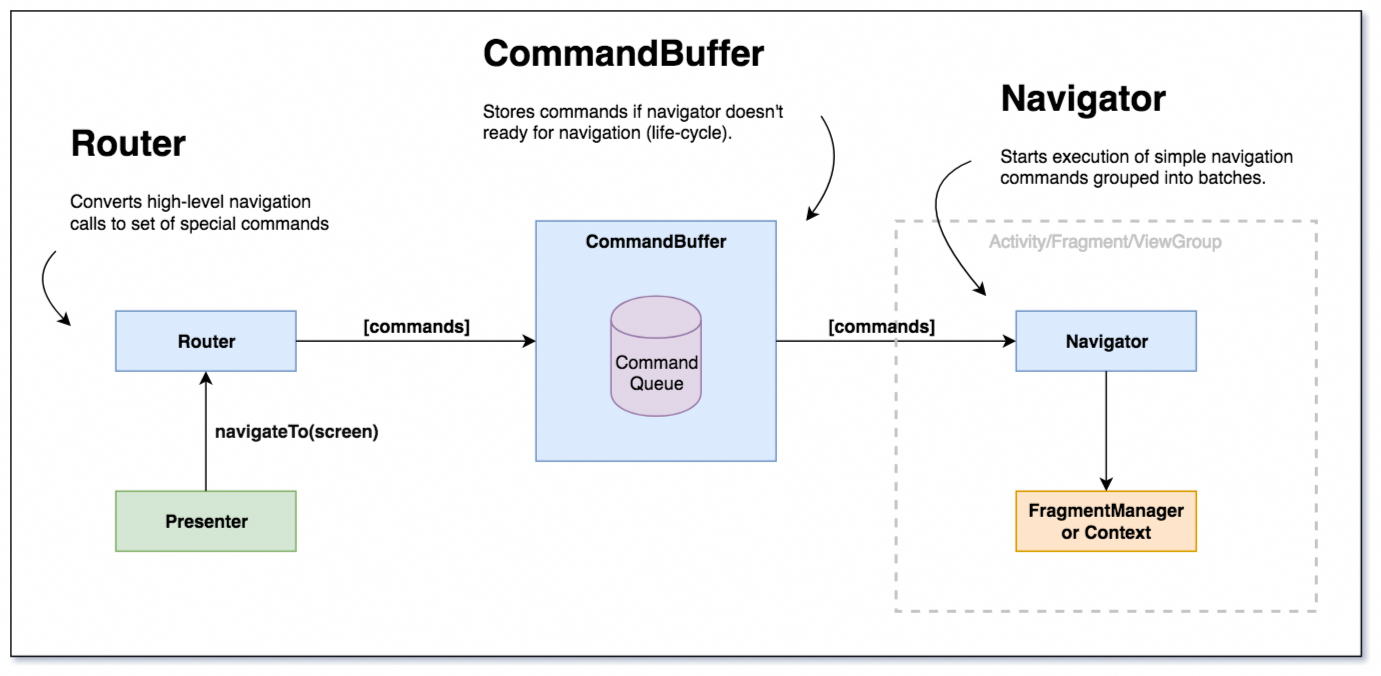 CommandBuffer
Stores commands if navigator doesn't
ready for navigation (life-cycle).
Navigator
Starts execution of simple navigation
commands grouped into batches.
Router
Converts high-level navigation
calls to set of special commands
Activity/Fragment/ViewGroup
CommandBuffer
Router
[commands]
Command
Queue
[commands]
Navigator
navigateTo(screen)
Presenter
FragmentManager
or Context